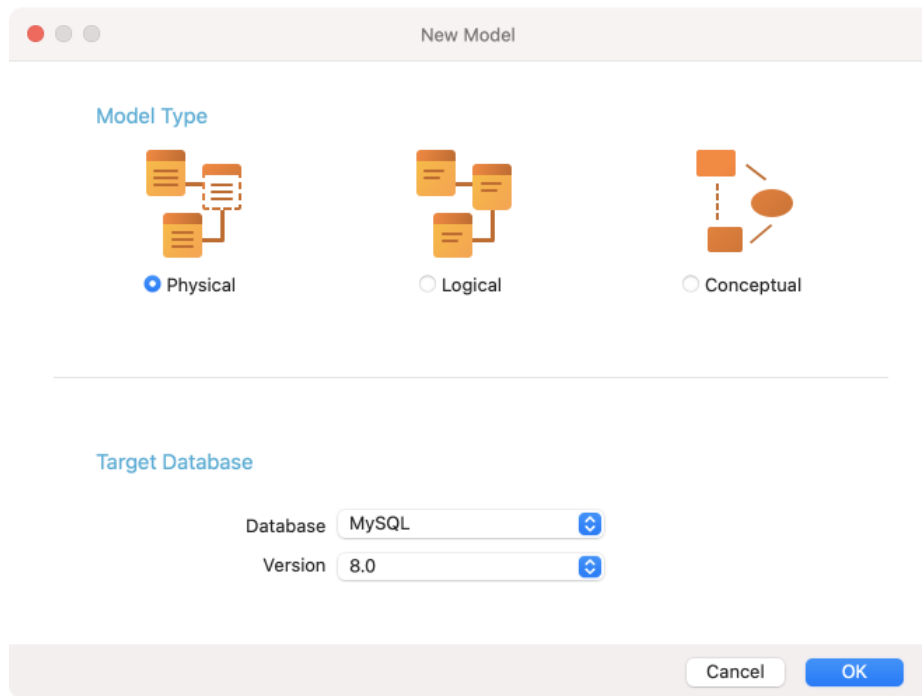 New Model
Model Type
Physical
Logical
Conceptual
Target Database
Database MySQL
Version 8.0
Cancel OK